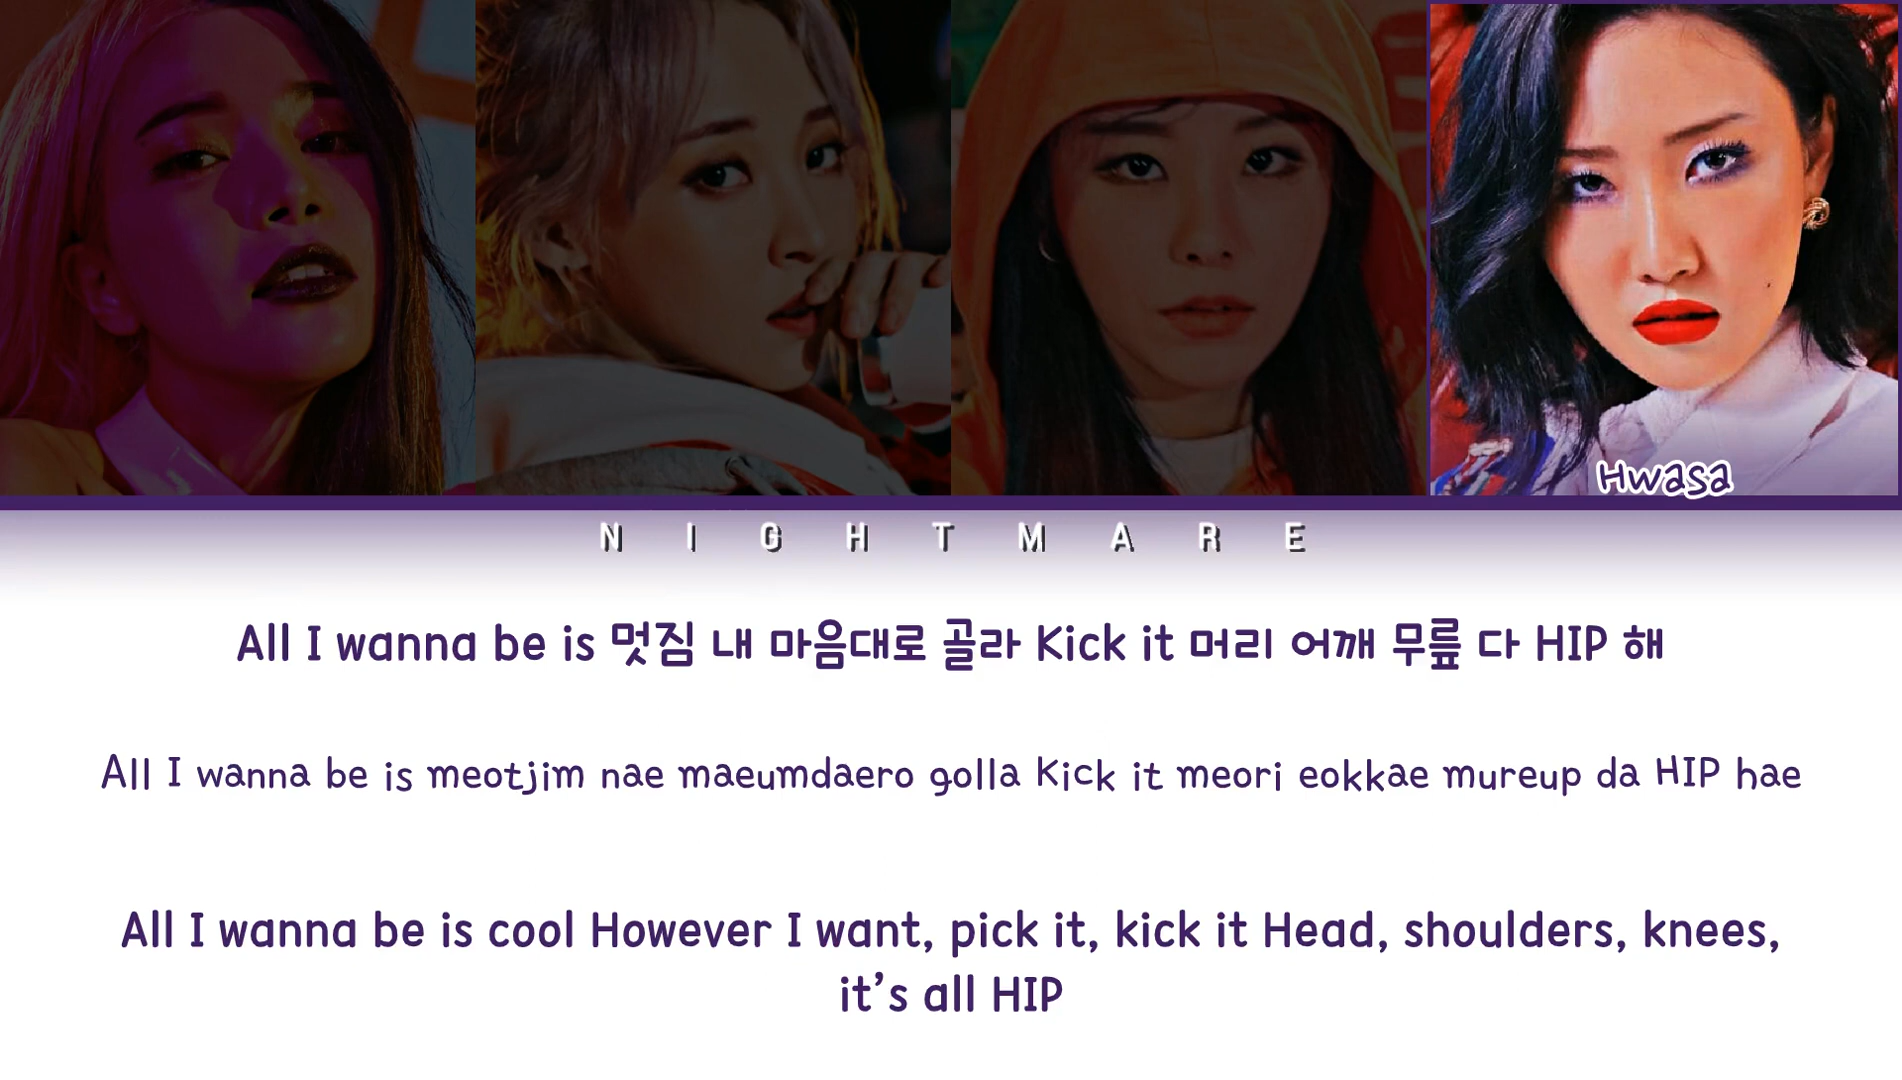 Hwasa
NIGHTMARE
All I wanna be is 멋짐 내 마음대로 골라 Kick it 머리 어깨 무릎 다 HIP 해
All I wanna be is meotjim nae maeumdaero golla Kick it meori eokkae mureup da HIP hae
All I wanna be is cool However I want, pick it, kick it Head, shoulders, knees,
it’s all HIP